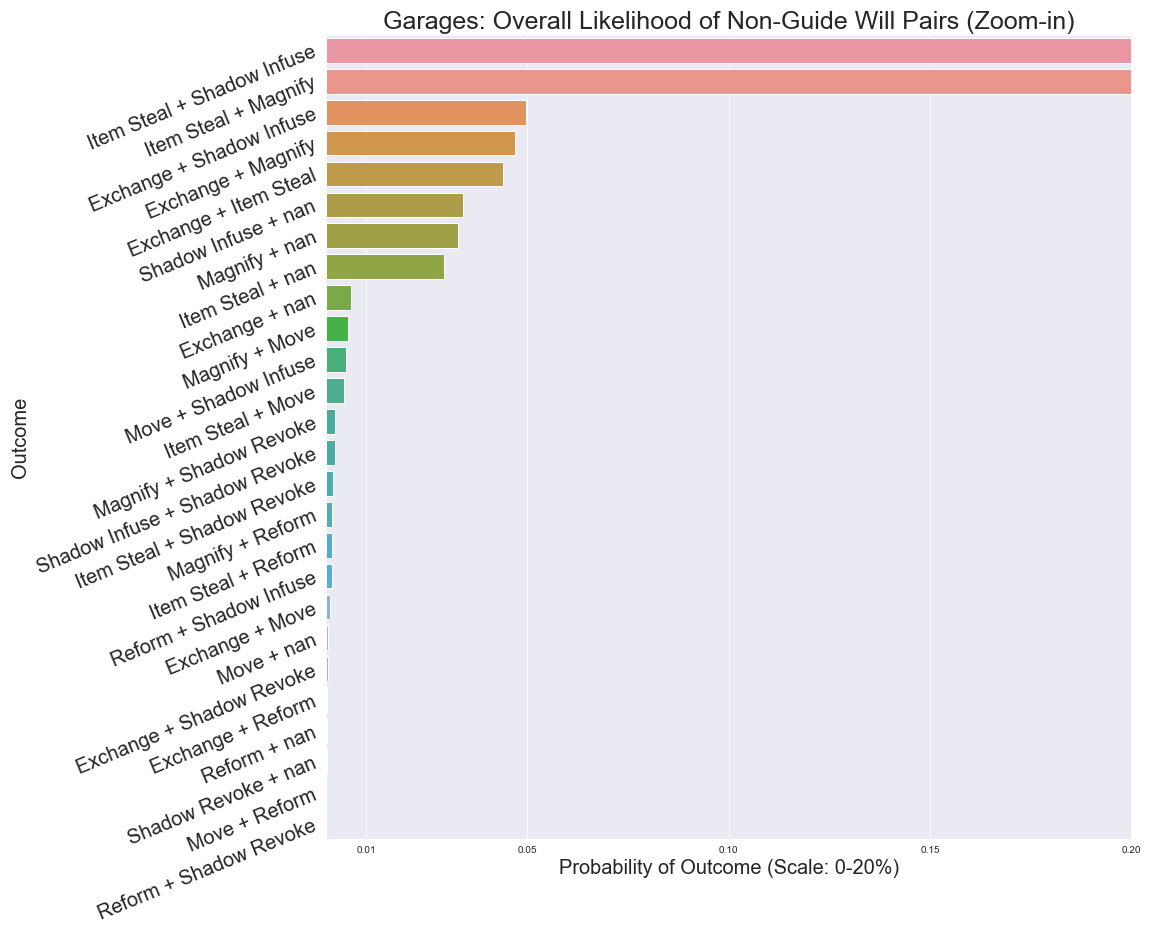 Garages: Overall Likelihood of Non-Guide Will Pairs (Zoom-in)
Item Steal + Shadow Infuse
Item Steal + Magnify
Exchange + Shadow Infuse
Exchange + Magnify
Exchange + Item Steal
Shadow Infuse + nan
Magnify + nan
Item Steal + nan
Exchange + nan
Magnify + Move
Move + Shadow Infuse
Item Steal + Move
Magnify + Shadow Revoke
Shadow Infuse + Shadow Revoke
Item Steal + Shadow Revoke
Magnify + Reform
Item Steal + Reform
Reform + Shadow Infuse
Exchange + Move
Move + nan
Exchange + Shadow Revoke
Exchange + Reform
Reform + nan
Shadow Revoke + nan
Move + Reform
Reform + Shadow Revoke
Outcome
0.01 0.05 0.10 0.15 0.20
Probability of Outcome (Scale: 0-20%)